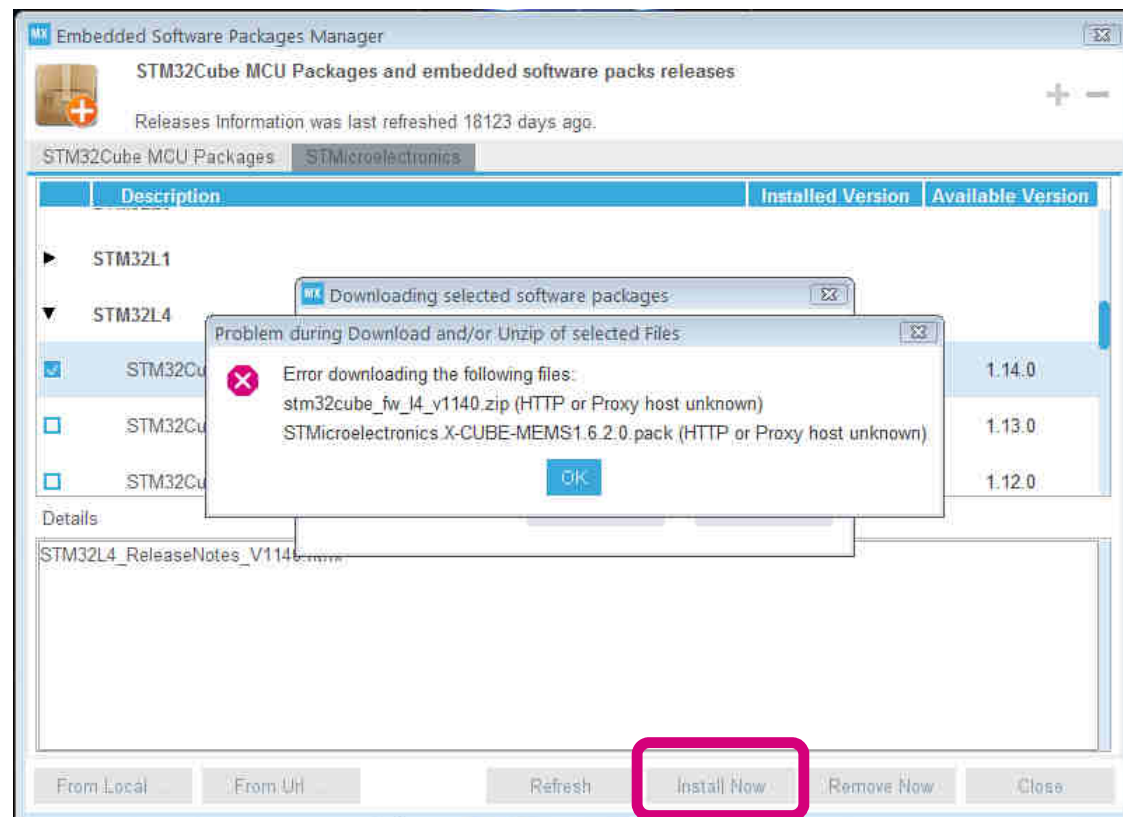 MX Embedded Software Packages Manager
STM32Cube MCU Packages and embedded software packs releases
Releases Information was last refreshed 18123 days ago.
STM32Cube MCU Packages STMicroelectronics
Description Installed Version Available Version
STM32L1
MX Downloading selected software packages
STM32L4
Problem during Download and/or Unzip of selected Files
STM32Cu 1.14.0
Error downloading the following files:
stm32cube_fw_l4_v1140.zip (HTTP or Proxy host unknown)
STM32Cu 1.13.0
STMicroelectronics.X-CUBE-MEMS1.6.2.0.pack (HTTP or Proxy host unknown)
OK
STM32Cu 1.12.0
Details
STM32L4_ReleaseNotes_V1140
From Local ... From Url ... Refresh Install Now Remove Now Close